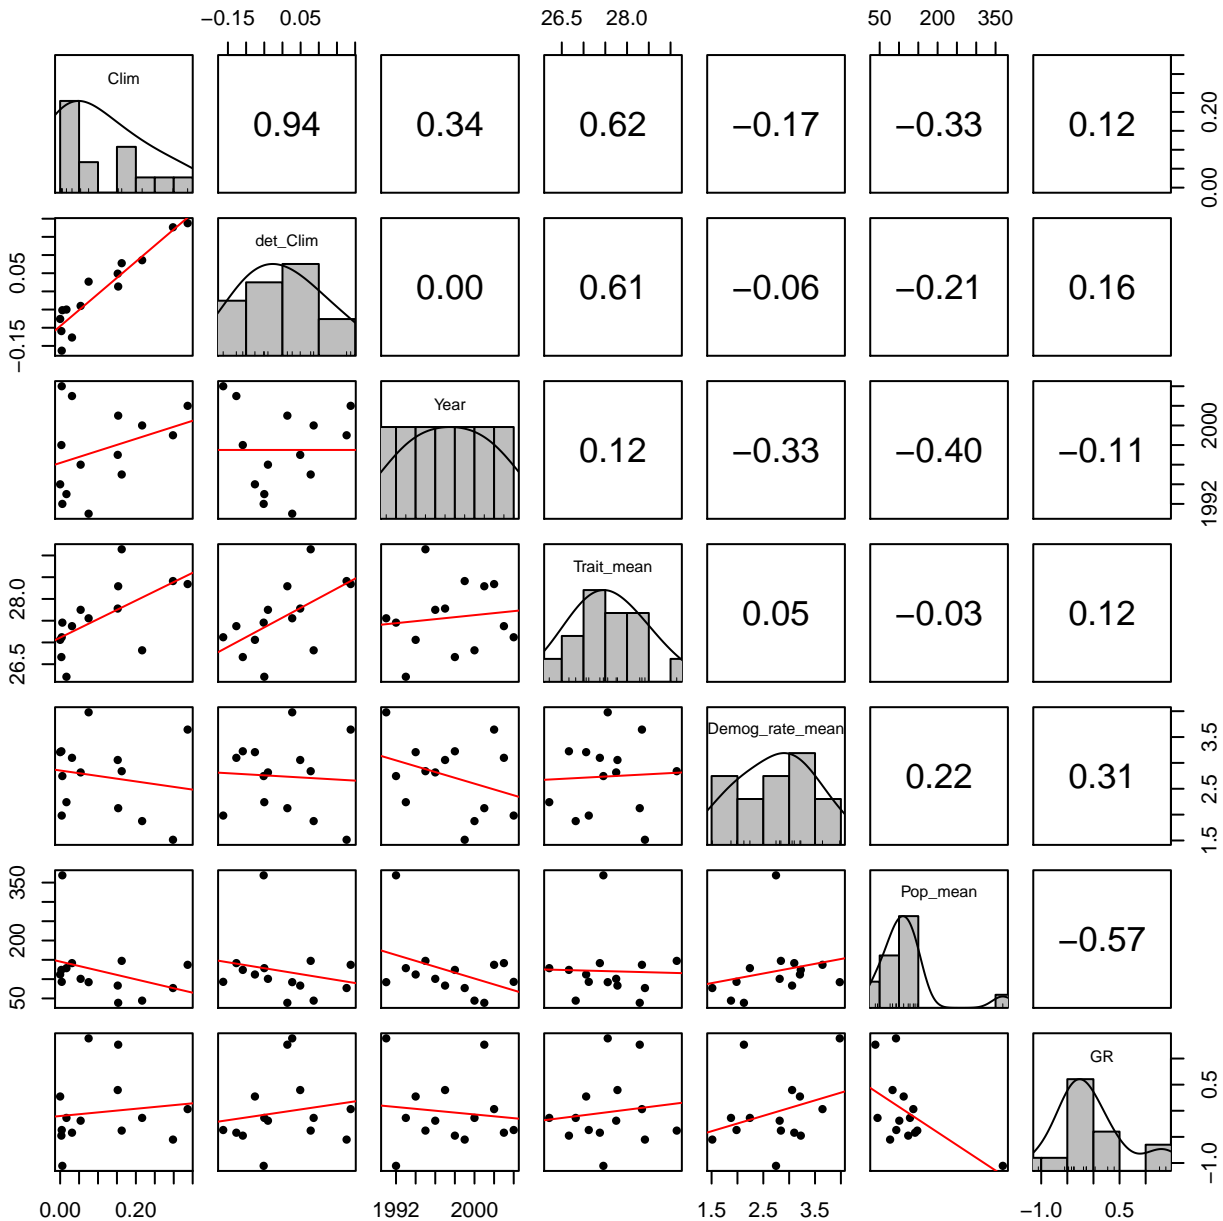 −0.15 0.05 26.5 28.0 50 200 350
Clim 0.94 0.34 0.62 −0.17 −0.33 0.12 0.00 0.20
−0.15 0.05 det_Clim 0.00 0.61 −0.06 −0.21 0.16
Year 0.12 −0.33 −0.40 −0.11 1992 2000
26.5 28.0 Trait_mean 0.05 −0.03 0.12
Demog_rate_mean 0.22 0.31 1.5 2.5 3.5
50 200 350 Pop_mean −0.57
GR −1.0 0.5
0.00 0.20 1992 2000 1.5 2.5 3.5 −1.0 0.5